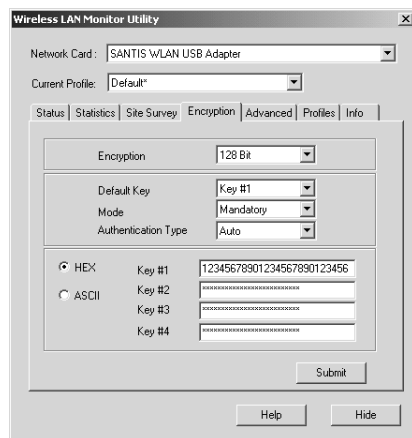 Wireless LAN Monitor Utility
Network Card : SANTIS WLAN USB Adapter
Current Profile: Default*
Status Statistics Site Survey Encryption Advanced Profiles Info
Encryption 128 Bit
Default Key Key #1
Mode Mandatory
Authentication Type Auto
HEX Key #1 12345678901234567890123456
ASCII Key #2 **************************
Key #3 **************************
Key #4 **************************
Submit
Help Hide